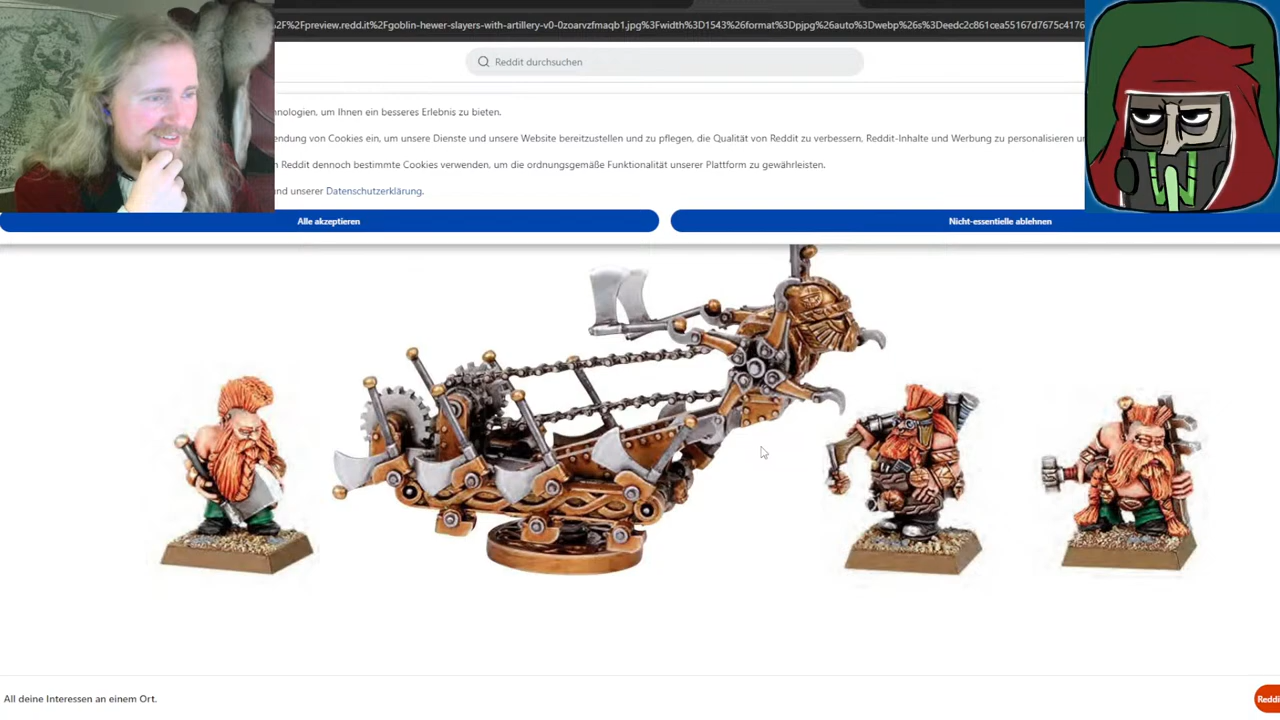 2F%2Fpreview.redd.it%2Fgoblin-hewer-slayers-with-artillery-v0-0zoarvzfmaqb1.jpg%3Fwidth%3D1543%26format%3Dpjpg%26auto%3Dwebp%26s%3Deedc2c861cea55167d7675c4176
Reddit durchsuchen
hnologien, um Ihnen ein besseres Erlebnis zu bieten.
endung von Cookies ein, um unsere Dienste und unsere Website bereitzustellen und zu pflegen, die Qualität von Reddit zu verbessern, Reddit-Inhalte und Werbung zu personalisieren un
n Reddit dennoch bestimmte Cookies verwenden, um die ordnungsgemäße Funktionalität unserer Plattform zu gewährleisten.
nd unserer Datenschutzerklärung.
Alle akzeptieren
Nicht-essentielle ablehnen
All deine Interessen an einem Ort.
Reddi